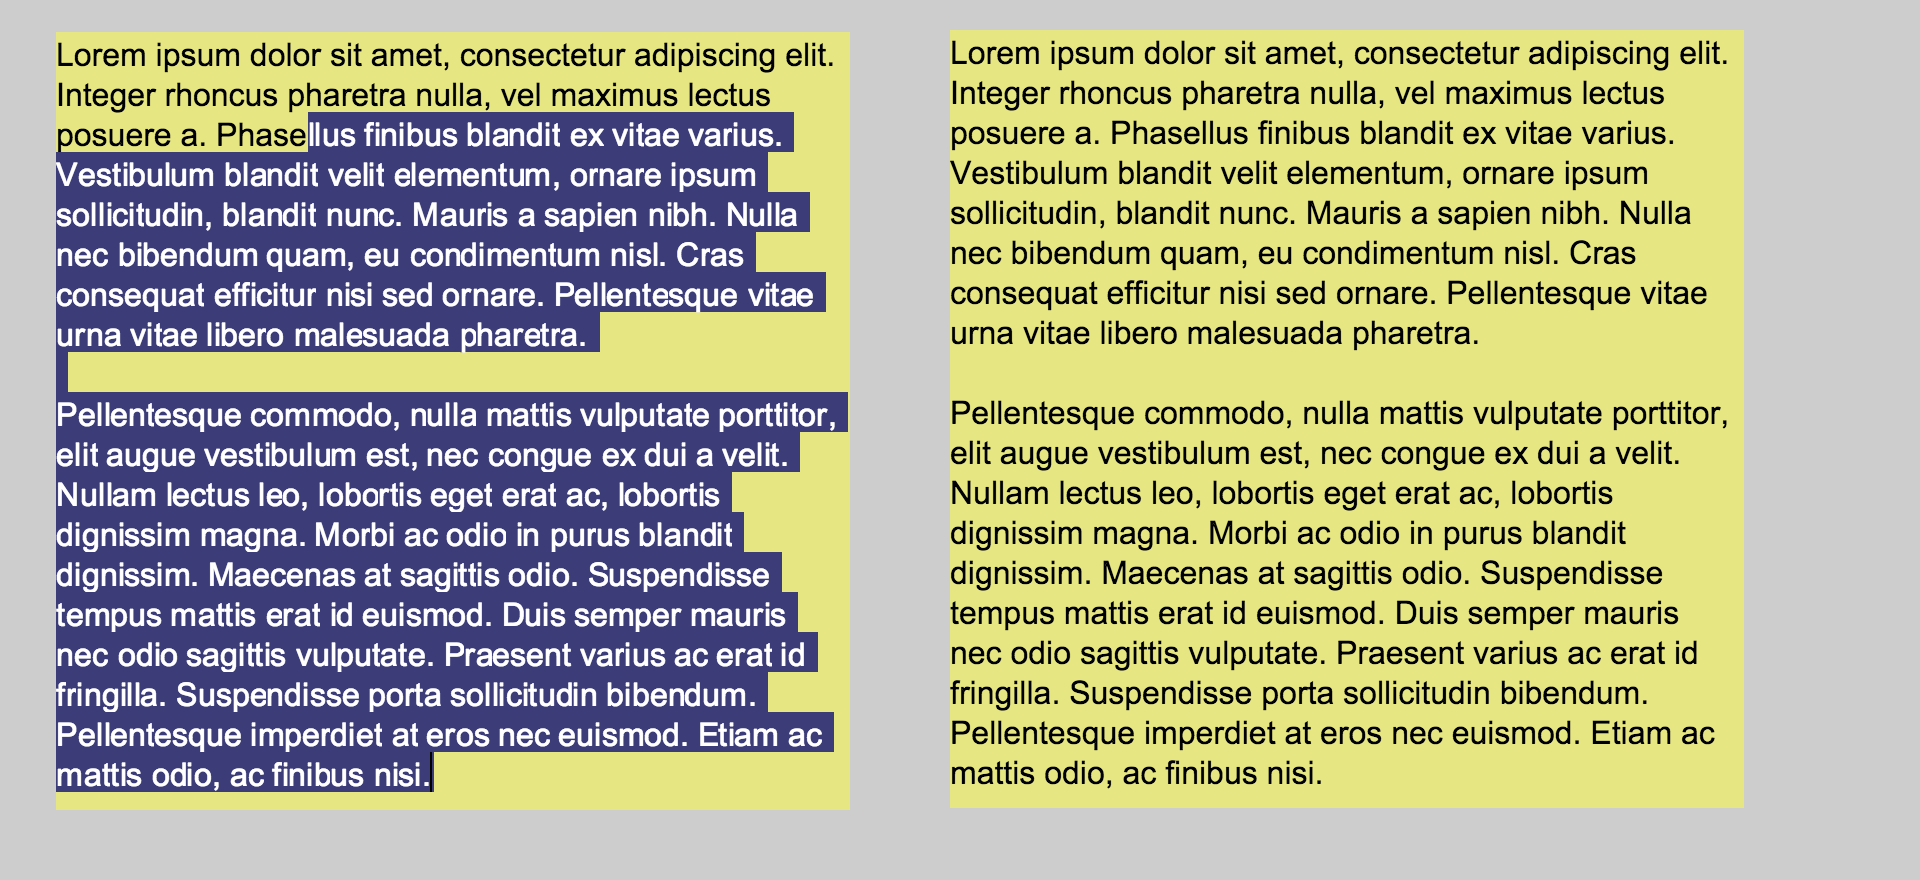 Lorem ipsum dolor sit amet, consectetur adipiscing elit.
Integer rhoncus pharetra nulla, vel maximus lectus
posuere a. Phasellus finibus blandit ex vitae varius.
Vestibulum blandit velit elementum, ornare ipsum
sollicitudin, blandit nunc. Mauris a sapien nibh. Nulla
nec bibendum quam, eu condimentum nisl. Cras
consequat efficitur nisi sed ornare. Pellentesque vitae
urna vitae libero malesuada pharetra.
Pellentesque commodo, nulla mattis vulputate porttitor,
elit augue vestibulum est, nec congue ex dui a velit.
Nullam lectus leo, lobortis eget erat ac, lobortis
dignissim magna. Morbi ac odio in purus blandit
dignissim. Maecenas at sagittis odio. Suspendisse
tempus mattis erat id euismod. Duis semper mauris
nec odio sagittis vulputate. Praesent varius ac erat id
fringilla. Suspendisse porta sollicitudin bibendum.
Pellentesque imperdiet at eros nec euismod. Etiam ac
mattis odio, ac finibus nisi.
Lorem ipsum dolor sit amet, consectetur adipiscing elit.
Integer rhoncus pharetra nulla, vel maximus lectus
posuere a. Phasellus finibus blandit ex vitae varius.
Vestibulum blandit velit elementum, ornare ipsum
sollicitudin, blandit nunc. Mauris a sapien nibh. Nulla
nec bibendum quam, eu condimentum nisl. Cras
consequat efficitur nisi sed ornare. Pellentesque vitae
urna vitae libero malesuada pharetra.
Pellentesque commodo, nulla mattis vulputate porttitor,
elit augue vestibulum est, nec congue ex dui a velit.
Nullam lectus leo, lobortis eget erat ac, lobortis
dignissim magna. Morbi ac odio in purus blandit
dignissim. Maecenas at sagittis odio. Suspendisse
tempus mattis erat id euismod. Duis semper mauris
nec odio sagittis vulputate. Praesent varius ac erat id
fringilla. Suspendisse porta sollicitudin bibendum.
Pellentesque imperdiet at eros nec euismod. Etiam ac
mattis odio, ac finibus nisi.